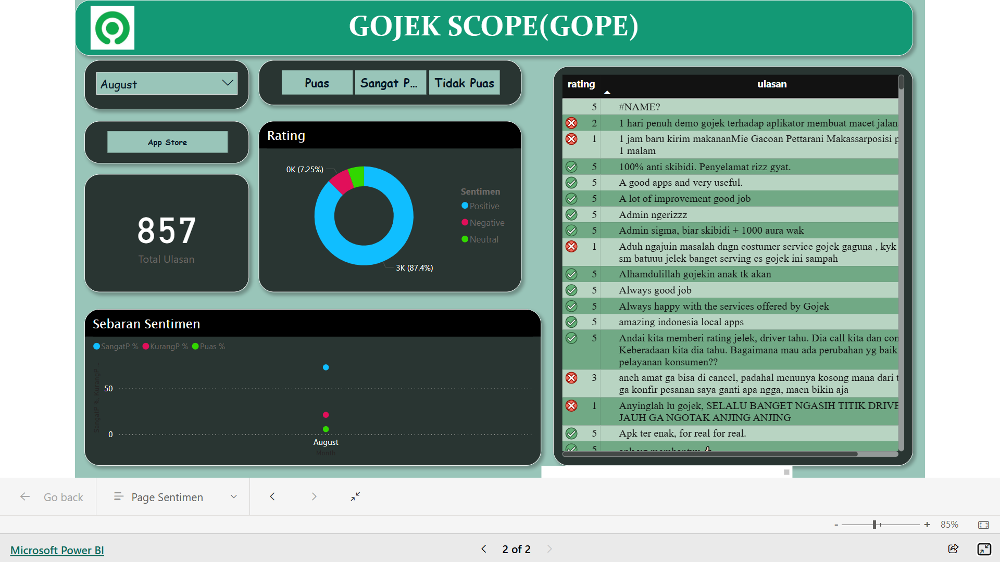 GOJEK SCOPE(GOPE)
August
Puas
Sangat P...
Tidak Puas
App Store
857
Total Ulasan
Rating
0K (7.25%)
3K (87.4%)
Sentimen
Positive
Negative
Neutral
Sebaran Sentimen
SangatP % KurangP % Puas %
SangatP % KurangP...
50
0
August
Month
rating ulasan
5 #NAME?
2 1 hari penuh demo gojek terhadap aplikator membuat macet jalan
1 1 jam baru kirim makananMie Gacoan Pettarani Makassarposisi p
1 malam
5 100% anti skibidi. Penyelamat rizz gyat.
5 A good apps and very useful.
5 A lot of improvement good job
5 Admin ngerizzz
5 Admin sigma, biar skibidi + 1000 aura wak
1 Aduh ngajuin masalah dngn costumer service gojek gaguna , kyk
sm batuuu jelek banget serving cs gojek ini sampah
5 Alhamdulillah gojekin anak tk akan
5 Always good job
5 Always happy with the services offered by Gojek
5 amazing indonesia local apps
5 Andai kita memberi rating jelek, driver tahu. Dia call kita dan con
Keberadaan kita dia tahu. Bagaimana mau ada perubahan yg baik
pelayanan konsumen??
3 aneh amat ga bisa di cancel, padahal menunya kosong mana dari t
ga konfir pesanan saya ganti apa ngga, maen bikin aja
1 Anyinglah lu gojek, SELALU BANGET NGASIH TITIK DRIVE
JAUH GA NGOTAK ANJING ANJING
5 Apk ter enak, for real for real.
5 apk yg membantuu 👍
Go back
Page Sentimen
- + 85%
Microsoft Power BI
2 of 2